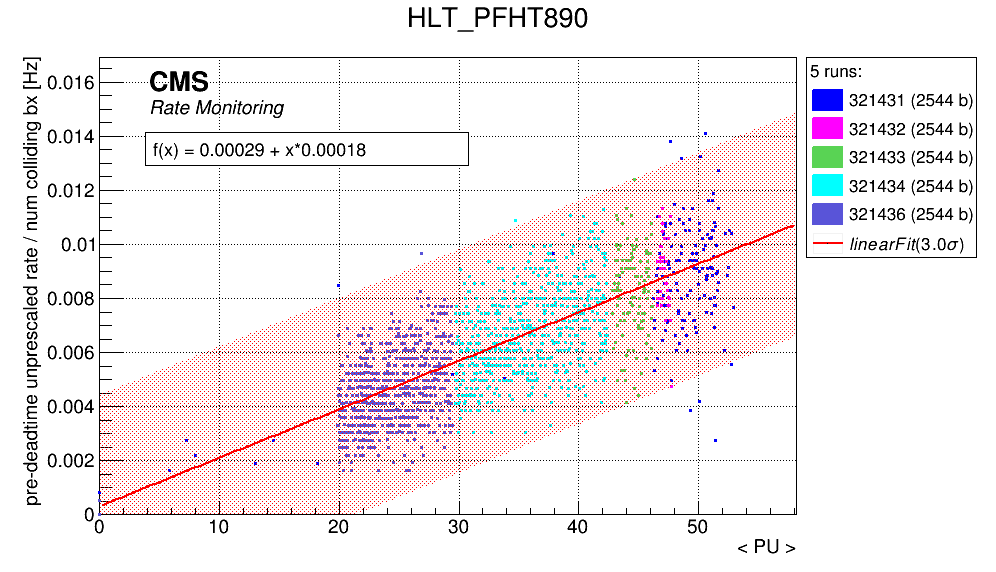 HLT_PFHT890
pre-deadtime unprescaled rate / num colliding bx [Hz]
0.016
0.014
0.012
0.01
0.008
0.006
0.004
0.002
0
CMS
Rate Monitoring
f(x) = 0.00029 + x*0.00018
0 10 20 30 40 50
< PU >
5 runs:
321431 (2544 b)
321432 (2544 b)
321433 (2544 b)
321434 (2544 b)
321436 (2544 b)
linearFit(3.0σ)